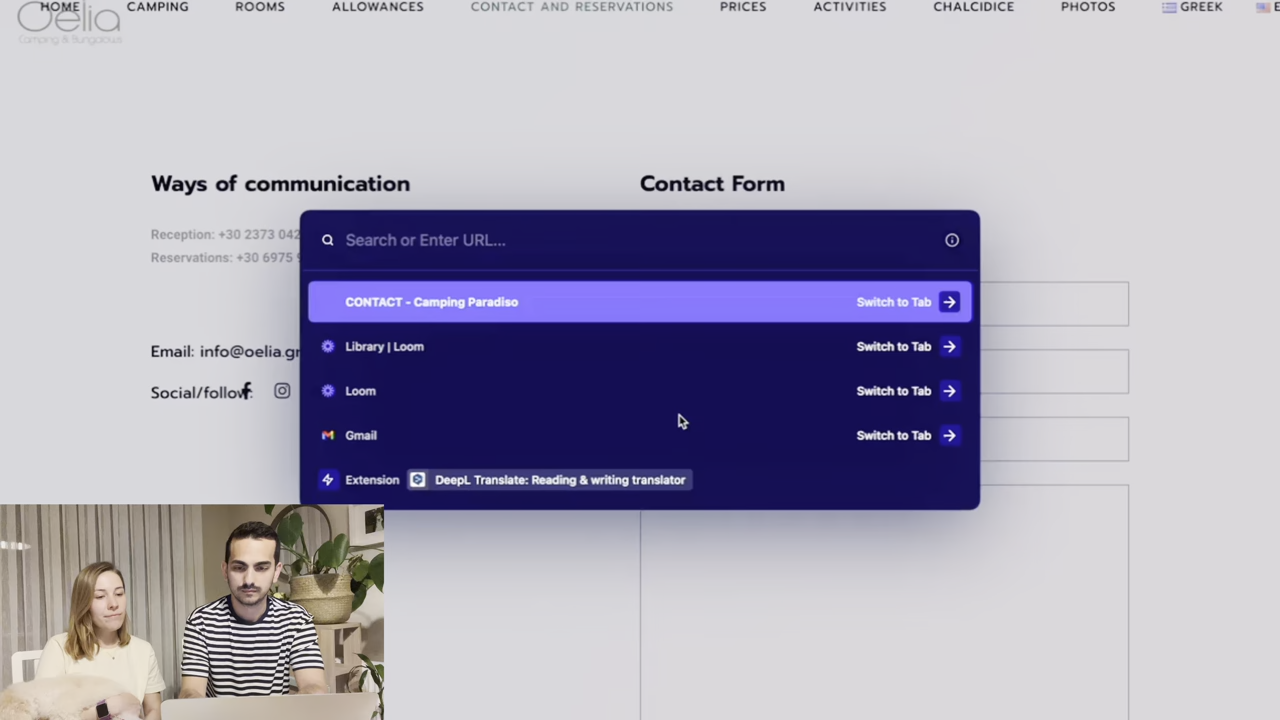 HOME CAMPING ROOMS ALLOWANCES CONTACT AND RESERVATIONS PRICES ACTIVITIES CHALCIDICE PHOTOS GREEK
Oelia
Camping & Bungalows
Ways of communication
Contact Form
Reception: +30 2373 042
Reservations: +30 6975
Email: info@oelia.gr
Social/follow:
Search or Enter URL...
CONTACT - Camping Paradiso Switch to Tab
Library | Loom Switch to Tab
Loom Switch to Tab
Gmail Switch to Tab
Extension DeepL Translate: Reading & writing translator